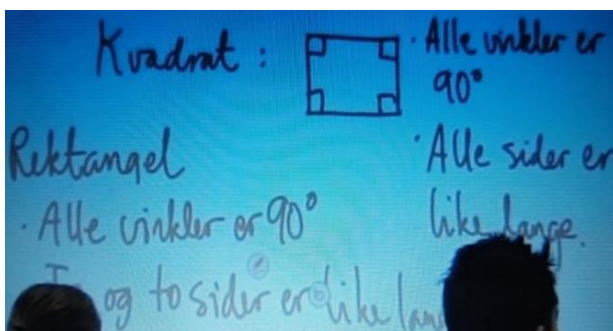 Kvadrat :
· Alle vinkler er
90°
· Alle sider er
like lange.
Rektangel
· Alle vinkler er 90°
og to sider er like